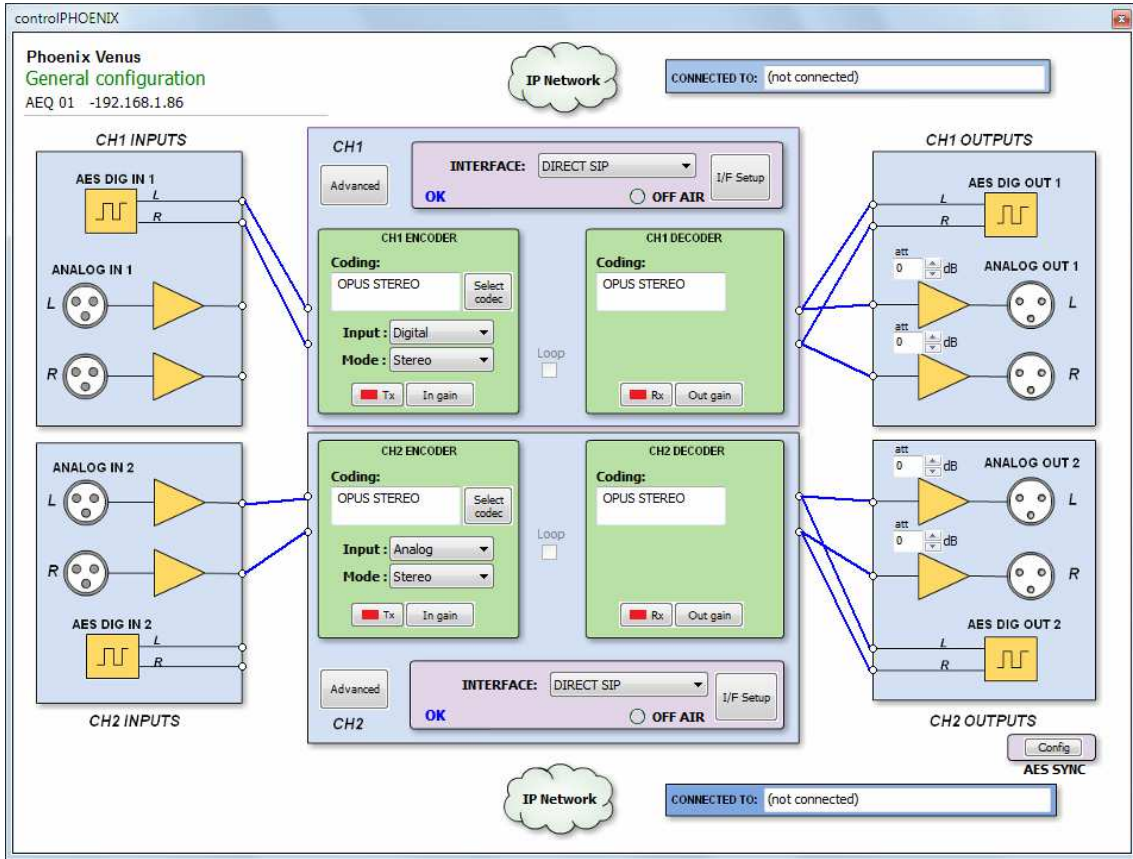 controlPHOENIX
Phoenix Venus
General configuration
AEQ 01 -192.168.1.86
IP Network
CONNECTED TO: (not connected)
CH1 INPUTS
AES DIG IN 1
L
R
ANALOG IN 1
L
R
CH1
Advanced
INTERFACE: DIRECT SIP
I/F Setup
OK
OFF AIR
CH1 ENCODER
Coding:
OPUS STEREO
Select codec
Input : Digital
Mode : Stereo
Tx
In gain
Loop
CH1 DECODER
Coding:
OPUS STEREO
Rx
Out gain
CH1 OUTPUTS
AES DIG OUT 1
L
R
att
0 dB
ANALOG OUT 1
L
att
0 dB
R
ANALOG IN 2
L
R
AES DIG IN 2
L
R
CH2 INPUTS
CH2 ENCODER
Coding:
OPUS STEREO
Select codec
Input : Analog
Mode : Stereo
Tx
In gain
Loop
CH2 DECODER
Coding:
OPUS STEREO
Rx
Out gain
Advanced
CH2
INTERFACE: DIRECT SIP
I/F Setup
OK
OFF AIR
att
0 dB
ANALOG OUT 2
L
att
0 dB
R
AES DIG OUT 2
L
R
CH2 OUTPUTS
Config
AES SYNC
IP Network
CONNECTED TO: (not connected)